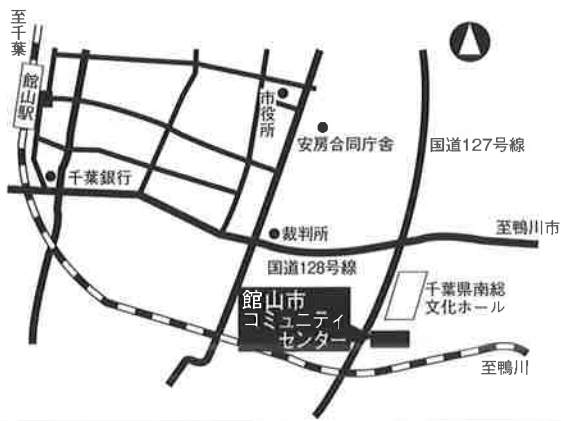 至千葉
館山駅
市役所
安房合同庁舎
国道127号線
千葉銀行
裁判所
至鴨川市
国道128号線
館山市
コミュニティ
センター
千葉県南総
文化ホール
至鴨川